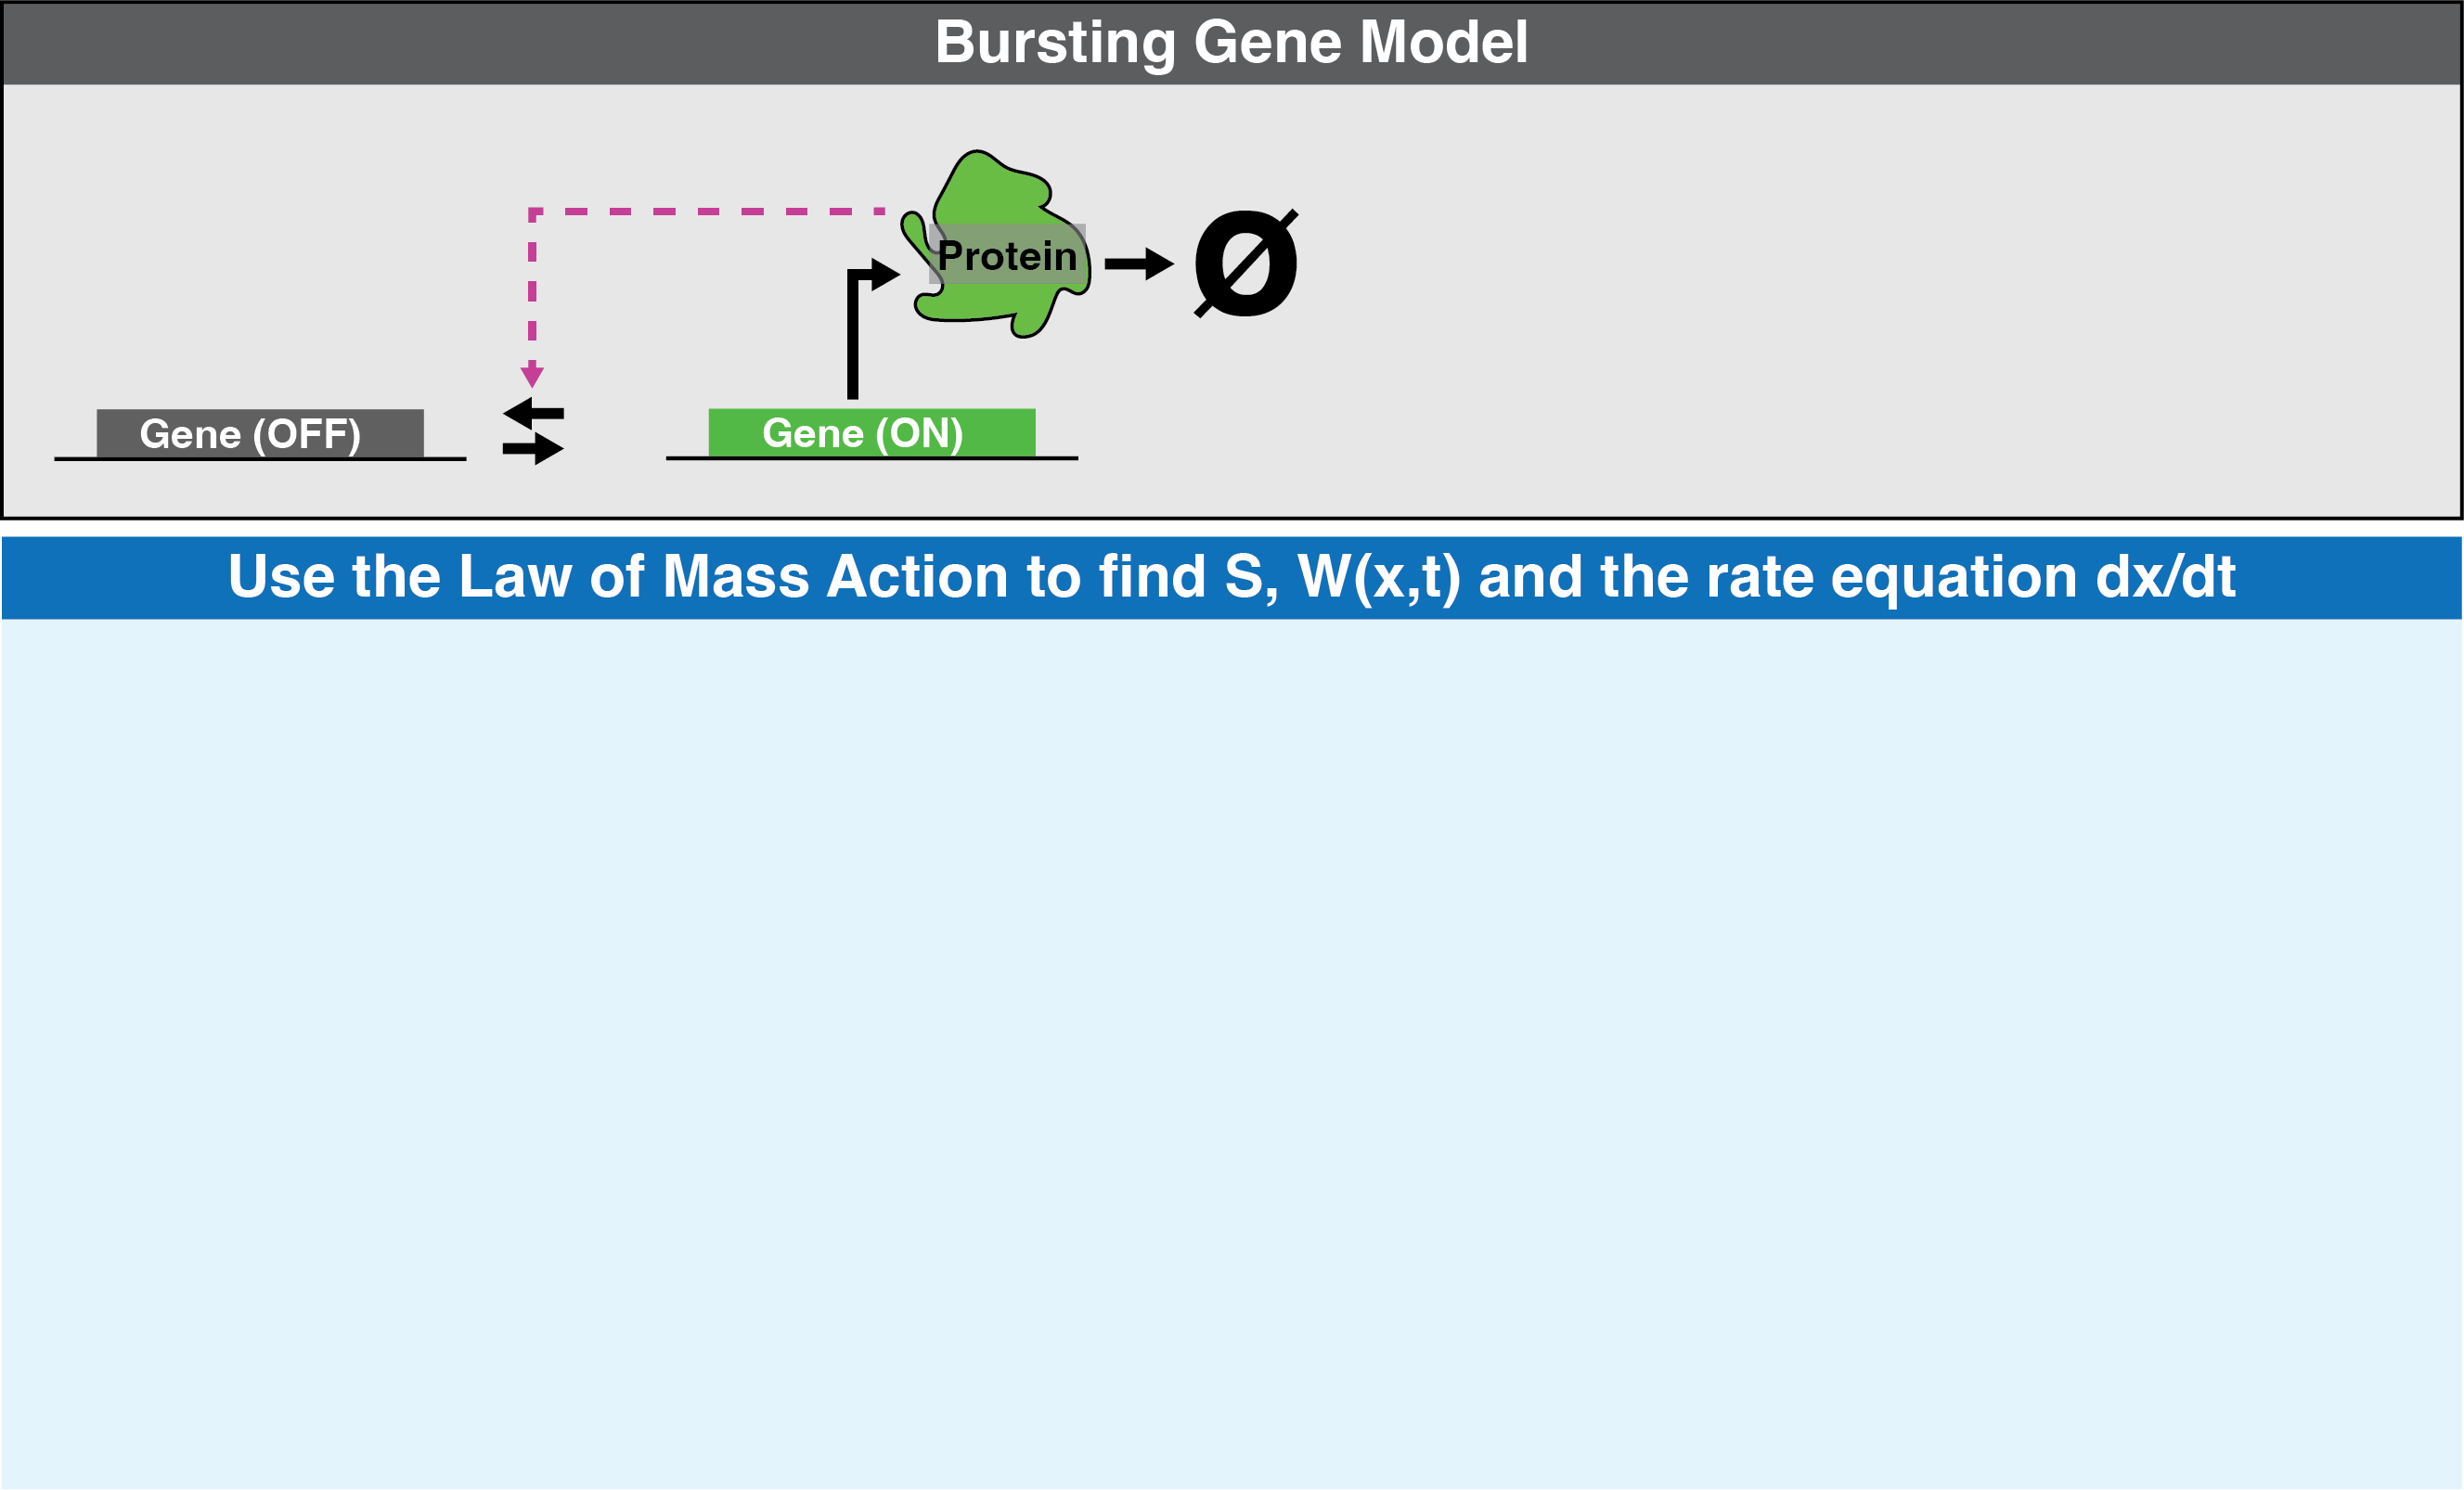 Bursting Gene Model
Protein
Ø
Gene (OFF)
Gene (ON)
Use the Law of Mass Action to find S, W(x,t) and the rate equation dx/dt